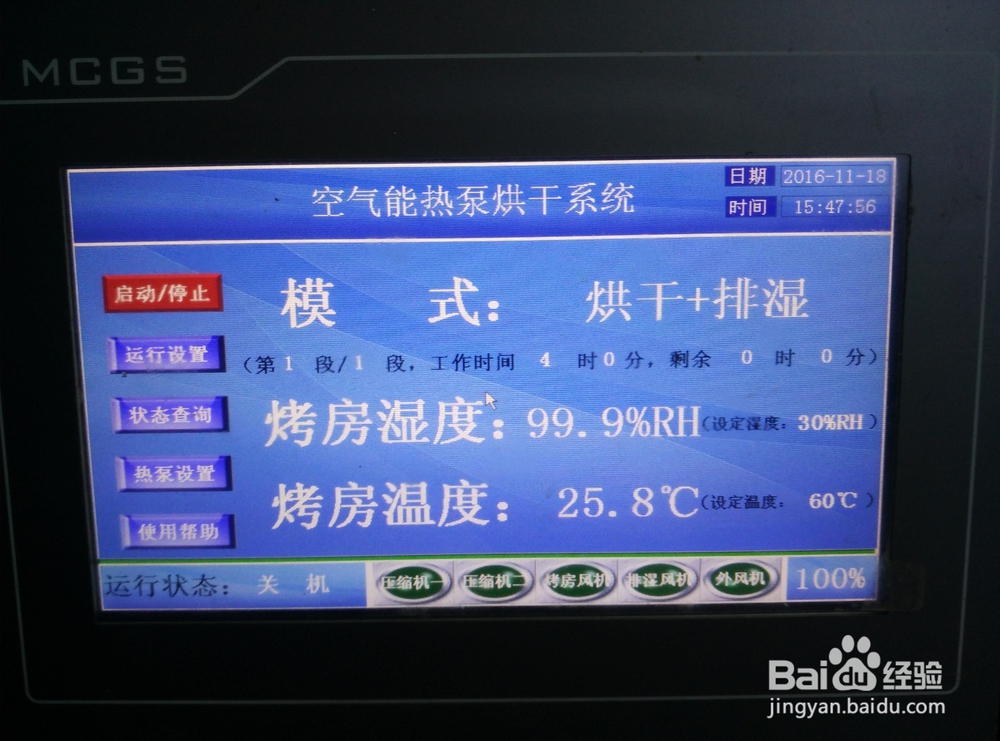 MCGS
空气能热泵烘干系统
日期 2016-11-18
时间 15:47:56
启动/停止
模 式: 烘干+排湿
运行设置
(第 1 段/1 段, 工作时间 4 时 0 分, 剩余 0 时 0 分)
状态查询
烤房湿度: 99.9%RH (设定湿度: 30%RH)
热泵设置
烤房温度: 25.8℃ (设定温度: 60℃)
使用帮助
运行状态: 关 机 压缩机一 压缩机二 烤房风机 排湿风机 外风机 100%
Bai du 经验
jingyan.baidu.com